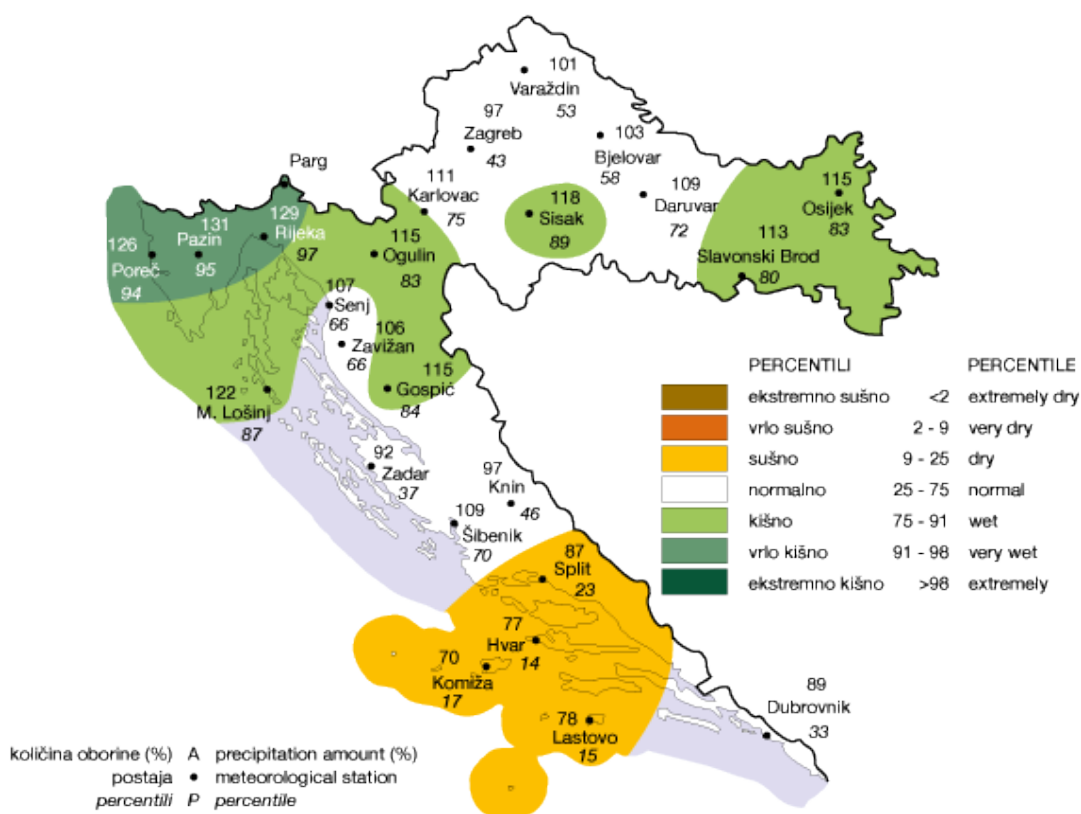 101
Varaždin
53
97
Zagreb
43
103
Bjelovar
58
Parg
111
Karlovac
75
109
Daruvar
72
118
Sisak
89
115
Osijek
83
113
Slavonski Brod
80
126
Poreč
94
131
Pazin
95
129
Rijeka
97
115
Ogulin
83
107
Senj
66
106
Zavižan
66
115
Gospić
84
122
M. Lošinj
87
92
Zadar
37
97
Knin
46
109
Šibenik
70
87
Split
23
77
Hvar
14
70
Komiža
17
78
Lastovo
15
89
Dubrovnik
33
PERCENTILI PERCENTILE
ekstremno sušno <2 extremely dry
vrlo sušno 2 - 9 very dry
sušno 9 - 25 dry
normalno 25 - 75 normal
kišno 75 - 91 wet
vrlo kišno 91 - 98 very wet
ekstremno kišno >98 extremely
količina oborine (%) A precipitation amount (%)
postaja • meteorological station
percentili P percentile